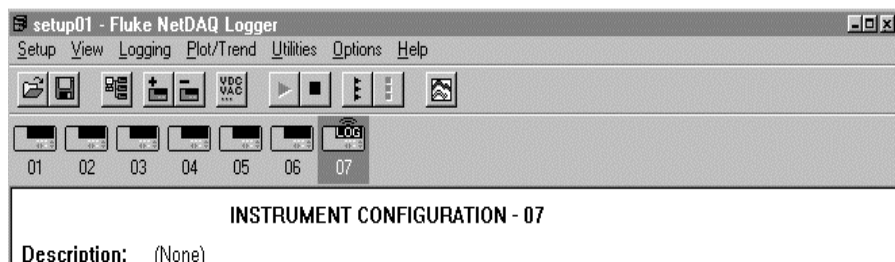 setup01 - Fluke NetDAQ Logger
Setup View Logging Plot/Trend Utilities Options Help
VDC
VAC
LOG
01 02 03 04 05 06 07
INSTRUMENT CONFIGURATION - 07
Description: (None)